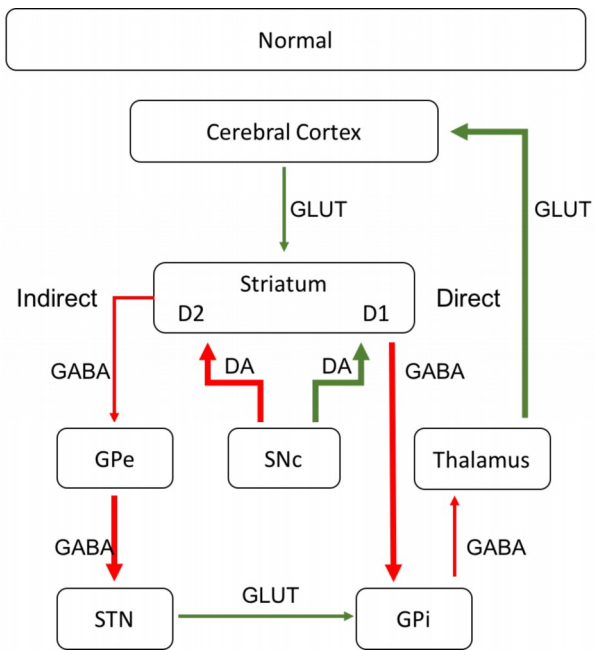 Normal
Cerebral Cortex
GLUT
GLUT
Striatum
Indirect
Direct
D2
D1
DA
DA
GABA
GABA
GPe
SNc
Thalamus
GABA
GABA
GLUT
STN
GPi